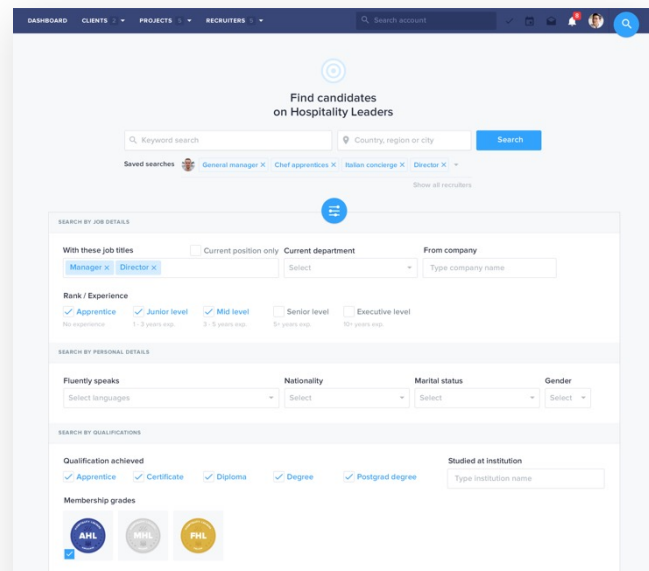 DASHBOARD CLIENTS 2 PROJECTS 5 RECRUITERS 6 Search account 8
Find candidates
on Hospitality Leaders
Keyword search Country, region or city Search
Saved searches General manager × Chef apprentices × Italian concierge × Director ×
Show all recruiters
SEARCH BY JOB DETAILS
With these job titles Current position only Current department From company
Manager × Director × Select Type company name
Rank / Experience
Apprentice Junior level Mid level Senior level Executive level
No experience 1 - 3 years exp. 3 - 5 years exp. 5+ years exp. 10+ years exp.
SEARCH BY PERSONAL DETAILS
Fluently speaks Nationality Marital status Gender
Select languages Select Select Select
SEARCH BY QUALIFICATIONS
Qualification achieved Studied at institution
Apprentice Certificate Diploma Degree Postgrad degree Type institution name
Membership grades
AHL MHL FHL